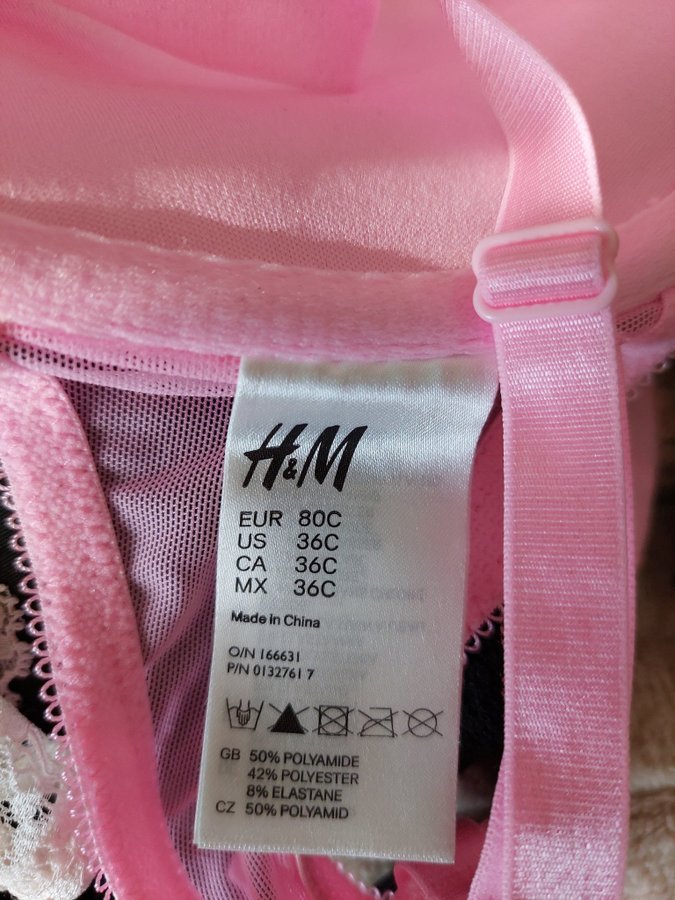 H&M
EUR 80C
US 36C
CA 36C
MX 36C
Made in China
O/N 166631
P/N 0132761 7
GB 50% POLYAMIDE
42% POLYESTER
8% ELASTANE
CZ 50% POLYAMID